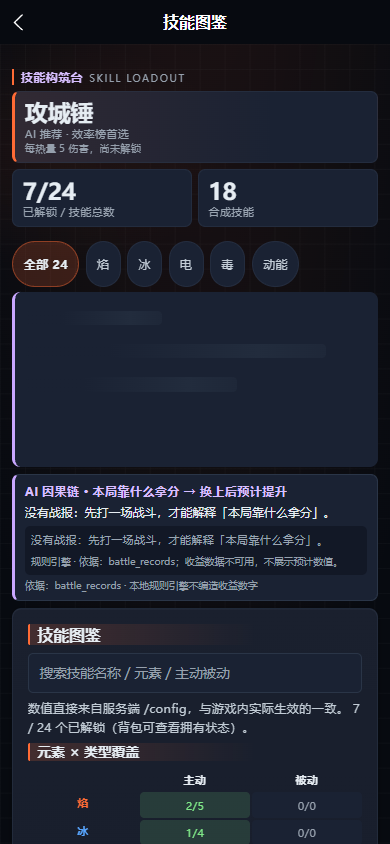 技能图鉴
技能构筑台 SKILL LOADOUT
攻城锤
AI 推荐 · 效率榜首选
每热量 5 伤害，尚未解锁
7/24
已解锁 / 技能总数
18
合成技能
全部 24
焰
冰
电
毒
动能
AI 因果链 · 本局靠什么拿分 → 换上后预计提升
没有战报：先打一场战斗，才能解释「本局靠什么拿分」。
没有战报：先打一场战斗，才能解释「本局靠什么拿分」。
规则引擎 · 依据：battle_records；收益数据不可用，不展示预计数值。
依据：battle_records · 本地规则引擎不编造收益数字
技能图鉴
搜索技能名称 / 元素 / 主动被动
数值直接来自服务端 /config，与游戏内实际生效的一致。 7
/ 24 个已解锁（背包可查看拥有状态）。
元素 × 类型覆盖
主动 被动
焰 2/5 0/0
冰 1/4 0/0